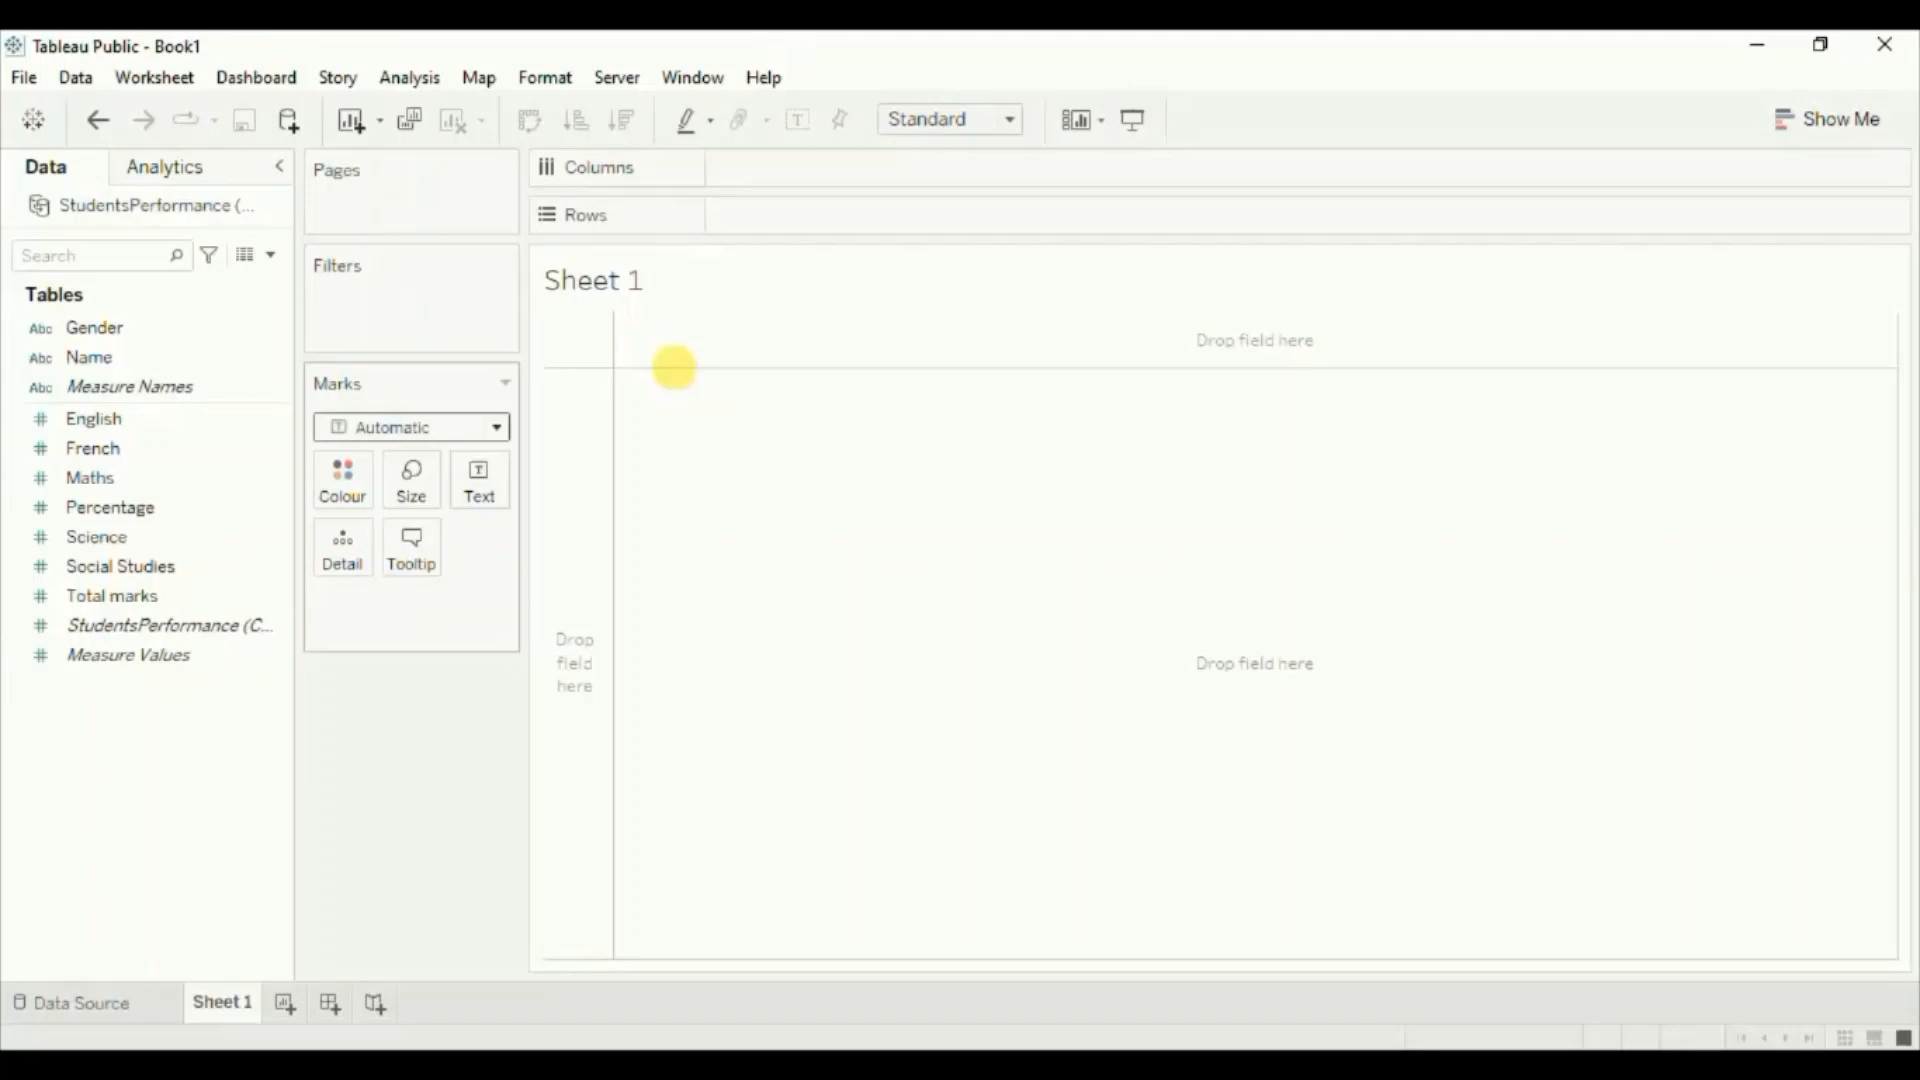 Tableau Public - Book1
File Data Worksheet Dashboard Story Analysis Map Format Server Window Help
Standard
Show Me
Data Analytics
StudentsPerformance (...
Search
Tables
Abc Gender
Abc Name
Abc Measure Names
# English
# French
# Maths
# Percentage
# Science
# Social Studies
# Total marks
# StudentsPerformance (C...
# Measure Values
Pages
Filters
Marks
Automatic
Colour Size Text
Detail Tooltip
Columns
Rows
Sheet 1
Drop field here
Drop
field
here
Drop field here
Data Source Sheet 1